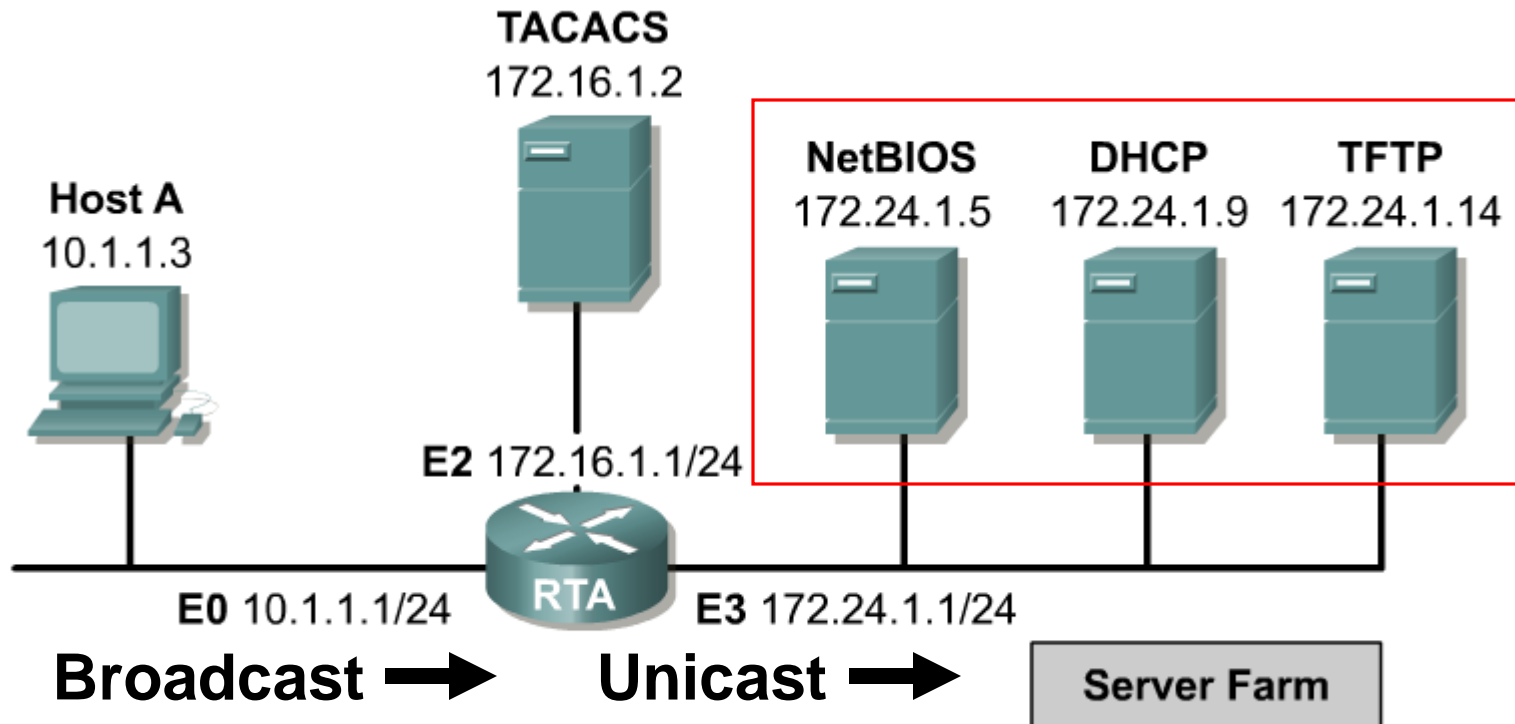 TACACS
172.16.1.2
NetBIOS DHCP TFTP
172.24.1.5 172.24.1.9 172.24.1.14
Host A
10.1.1.3
E2 172.16.1.1/24
RTA
E0 10.1.1.1/24 E3 172.24.1.1/24
Broadcast Unicast Server Farm